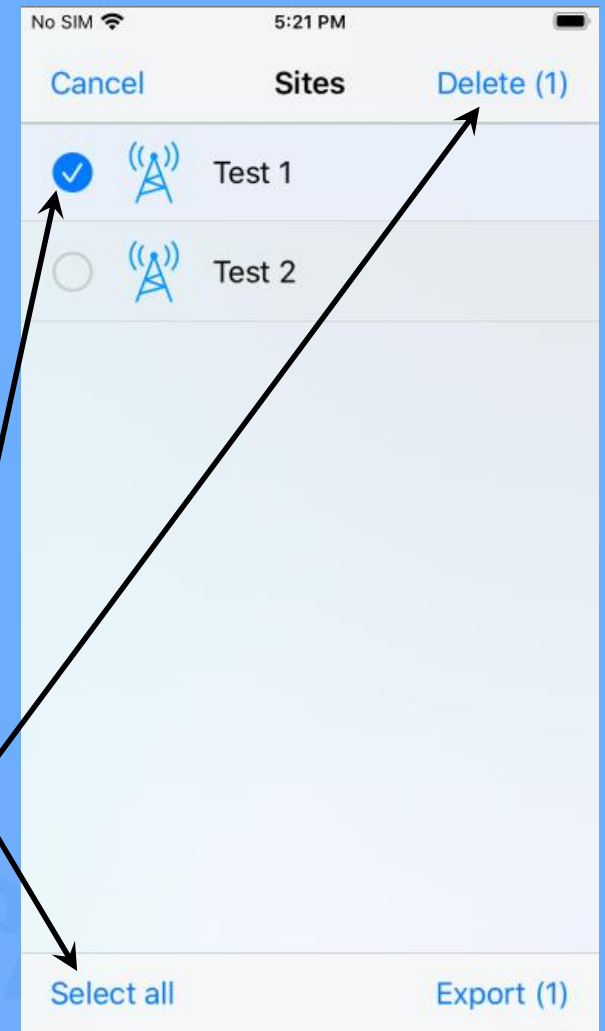 No SIM 5:21 PM
Cancel Sites Delete (1)
Test 1
Test 2
Select all Export (1)